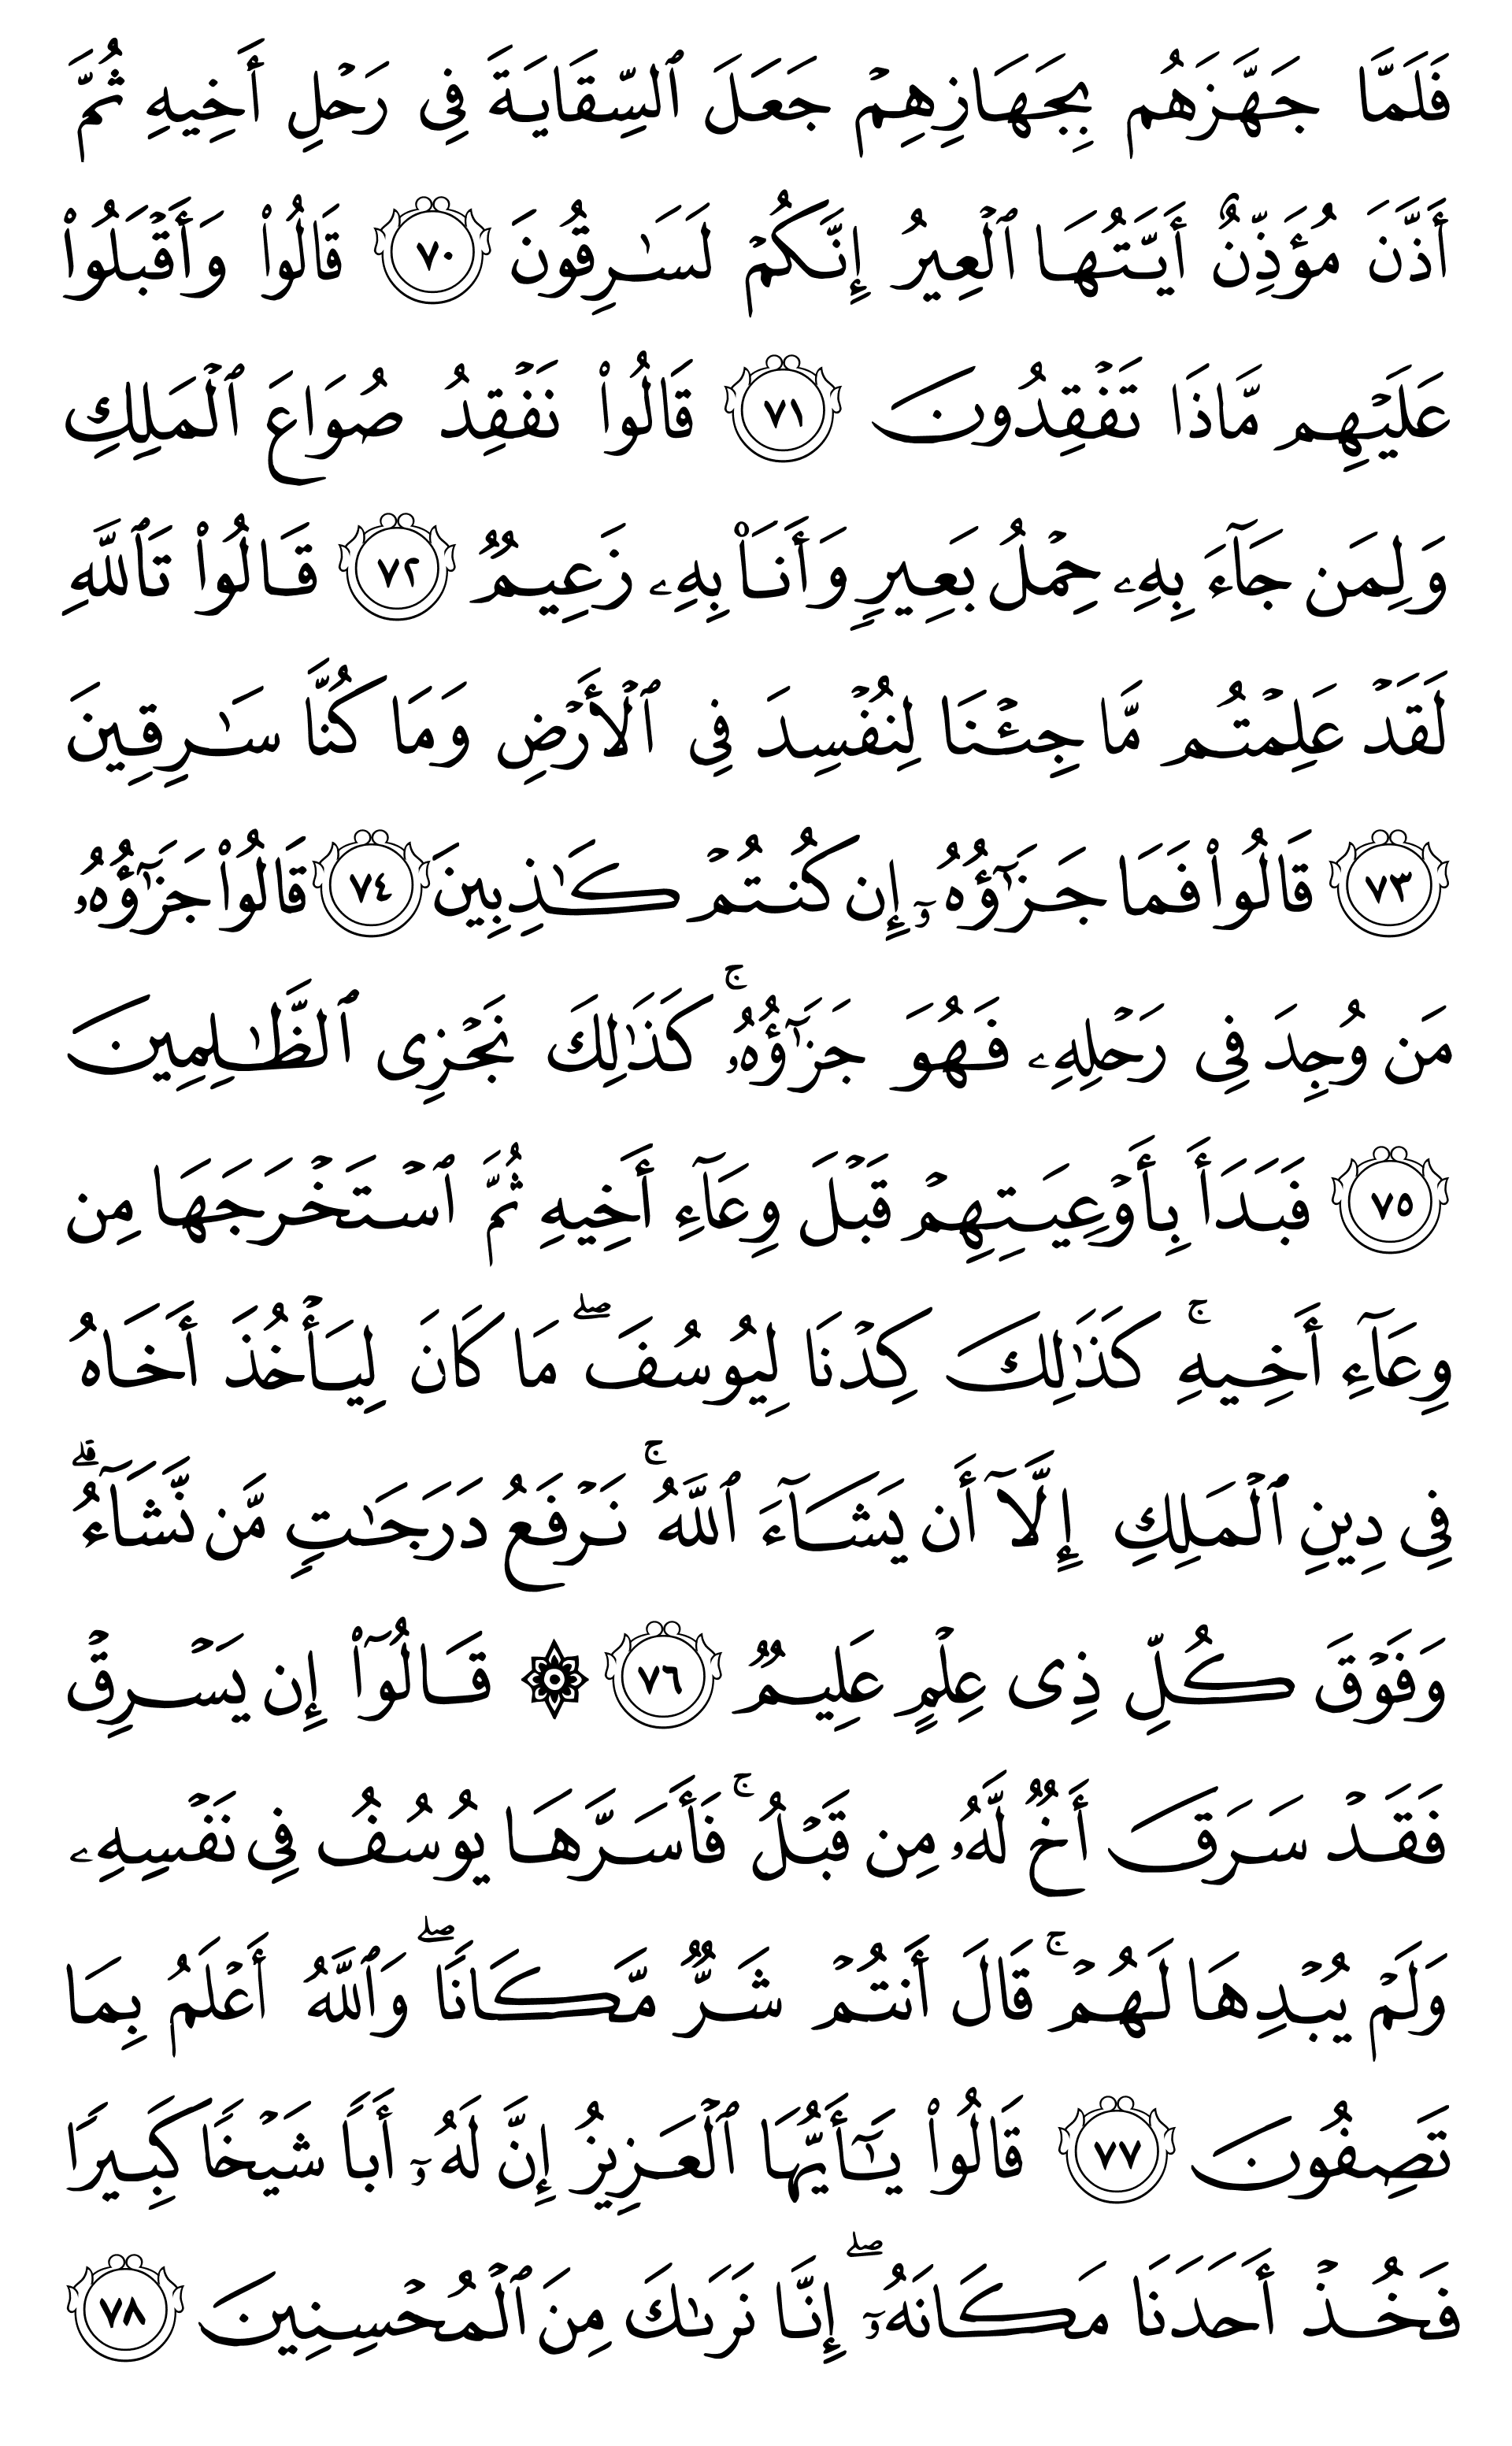 فَلَمَّا جَهَّزَهُم بِجَهَازِهِمۡ جَعَلَ ٱلسِّقَايَةَ فِي رَحۡلِ أَخِيهِ ثُمَّ
أَذَّنَ مُؤَذِّنٌ أَيَّتُهَا ٱلۡعِيرُ إِنَّكُمۡ لَسَٰرِقُونَ ٧٠ قَالُواْ وَأَقۡبَلُواْ
عَلَيۡهِم مَّاذَا تَفۡقِدُونَ ٧١ قَالُواْ نَفۡقِدُ صُوَاعَ ٱلۡمَلِكِ
وَلِمَن جَآءَ بِهِۦ حِمۡلُ بَعِيرٖ وَأَنَا۠ بِهِۦ زَعِيمٞ ٧٢ قَالُواْ تَٱللَّهِ
لَقَدۡ عَلِمۡتُم مَّا جِئۡنَا لِنُفۡسِدَ فِي ٱلۡأَرۡضِ وَمَا كُنَّا سَٰرِقِينَ
٧٣ قَالُواْ فَمَا جَزَٰٓؤُهُۥٓ إِن كُنتُمۡ كَٰذِبِينَ ٧٤ قَالُواْ جَزَٰٓؤُهُۥ
مَن وُجِدَ فِي رَحۡلِهِۦ فَهُوَ جَزَٰٓؤُهُۥۚ كَذَٰلِكَ نَجۡزِي ٱلظَّٰلِمِينَ
٧٥ فَبَدَأَ بِأَوۡعِيَتِهِمۡ قَبۡلَ وِعَآءِ أَخِيهِ ثُمَّ ٱسۡتَخۡرَجَهَا مِن
وِعَآءِ أَخِيهِۚ كَذَٰلِكَ كِدۡنَا لِيُوسُفَۖ مَا كَانَ لِيَأۡخُذَ أَخَاهُ
فِي دِينِ ٱلۡمَلِكِ إِلَّآ أَن يَشَآءَ ٱللَّهُۚ نَرۡفَعُ دَرَجَٰتٖ مَّن نَّشَآءُۗ
وَفَوۡقَ كُلِّ ذِي عِلۡمٍ عَلِيمٞ ٧٦ ۞ قَالُوٓاْ إِن يَسۡرِقۡ
فَقَدۡ سَرَقَ أَخٞ لَّهُۥ مِن قَبۡلُۚ فَأَسَرَّهَا يُوسُفُ فِي نَفۡسِهِۦ
وَلَمۡ يُبۡدِهَا لَهُمۡۚ قَالَ أَنتُمۡ شَرّٞ مَّكَانٗاۖ وَٱللَّهُ أَعۡلَمُ بِمَا
تَصِفُونَ ٧٧ قَالُواْ يَٰٓأَيُّهَا ٱلۡعَزِيزُ إِنَّ لَهُۥٓ أَبٗا شَيۡخٗا كَبِيرٗا
فَخُذۡ أَحَدَنَا مَكَانَهُۥٓۖ إِنَّا نَرَىٰكَ مِنَ ٱلۡمُحۡسِنِينَ ٧٨